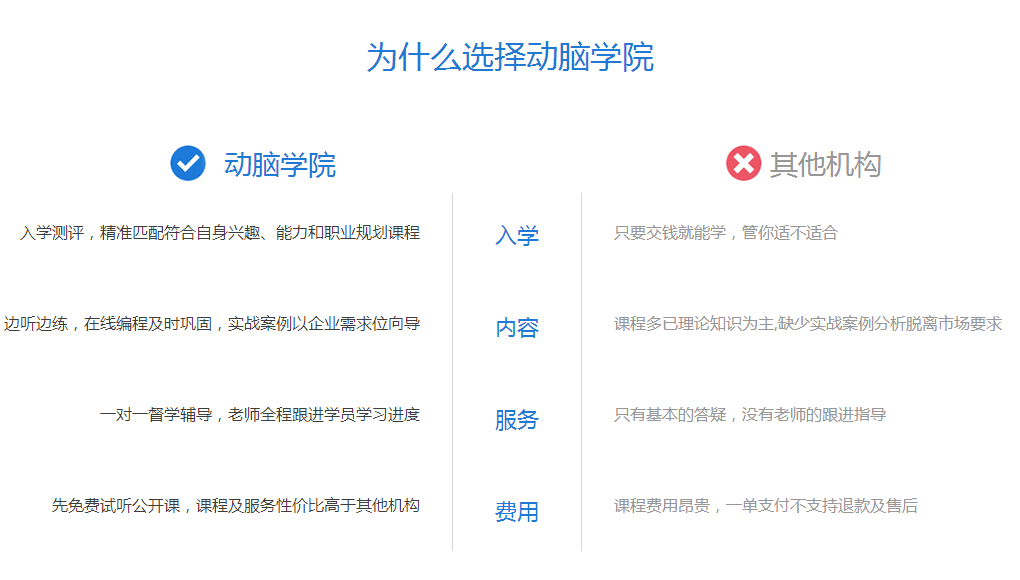 为什么选择动脑学院
动脑学院
其他机构
入学测评，精准匹配符合自身兴趣、能力和职业规划课程
入学
只要交钱就能学，管你适不适合
边听边练，在线编程及时巩固，实战案例以企业需求位向导
内容
课程多已理论知识为主,缺少实战案例分析脱离市场要求
一对一督学辅导，老师全程跟进学员学习进度
服务
只有基本的答疑，没有老师的跟进指导
先免费试听公开课，课程及服务性价比高于其他机构
费用
课程费用昂贵，一单支付不支持退款及售后